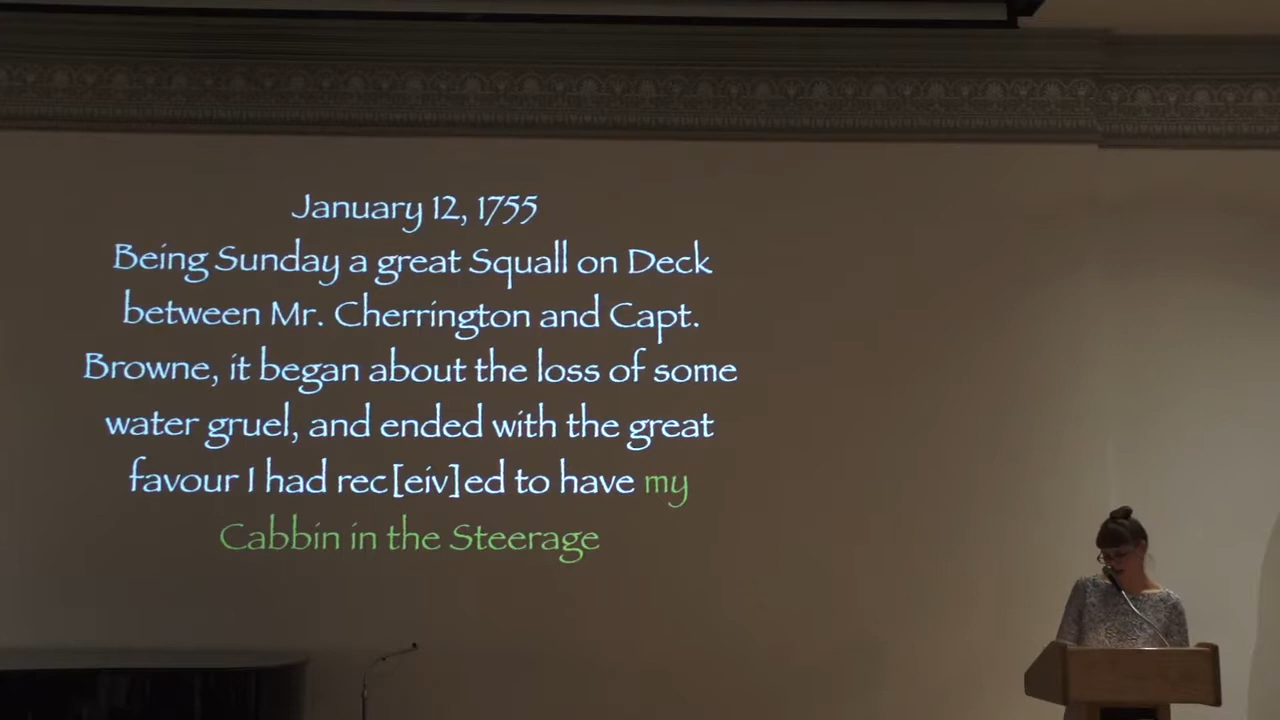 January 12, 1755
Being Sunday a great Squall on Deck
between Mr. Cherrington and Capt.
Browne, it began about the loss of some
water gruel, and ended with the great
favour I had rec[eiv]ed to have my
Cabbin in the Steerage